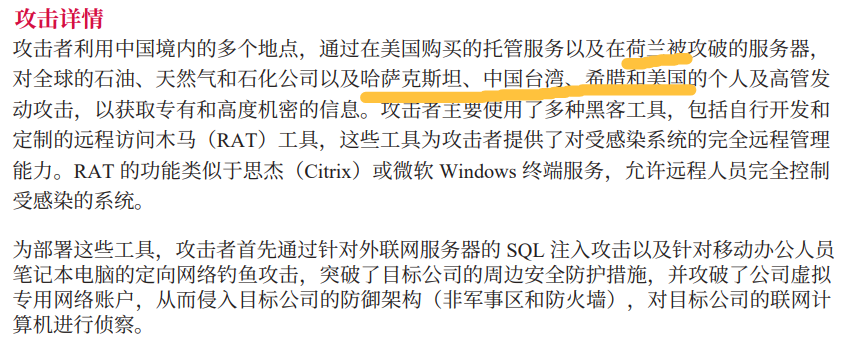 攻击详情
攻击者利用中国境内的多个地点，通过在美国购买的托管服务以及在荷兰被攻破的服务器，
对全球的石油、天然气和石化公司以及哈萨克斯坦、中国台湾、希腊和美国的个人及高管发
动攻击，以获取专有和高度机密的信息。攻击者主要使用了多种黑客工具，包括自行开发和
定制的远程访问木马（RAT）工具，这些工具为攻击者提供了对受感染系统的完全远程管理
能力。RAT 的功能类似于思杰（Citrix）或微软 Windows 终端服务，允许远程人员完全控制
受感染的系统。
为部署这些工具，攻击者首先通过针对外联网服务器的 SQL 注入攻击以及针对移动办公人员
笔记本电脑的定向网络钓鱼攻击，突破了目标公司的周边安全防护措施，并攻破了公司虚拟
专用网络账户，从而侵入目标公司的防御架构（非军事区和防火墙），对目标公司的联网计
算机进行侦察。